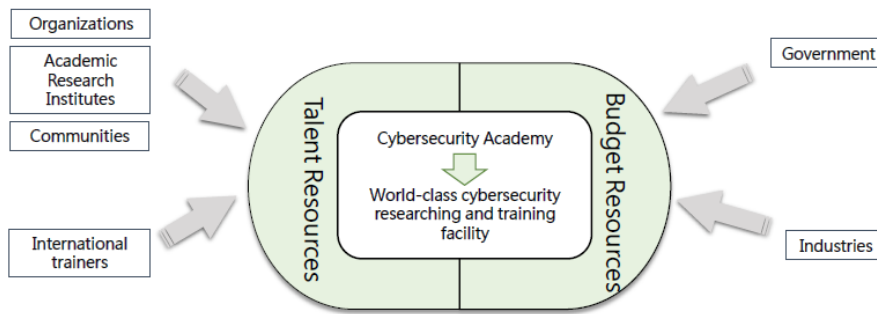 Organizations
Academic
Research
Institutes
Communities
International
trainers
Talent Resources
Cybersecurity Academy
World-class cybersecurity
researching and training
facility
Budget Resources
Government
Industries